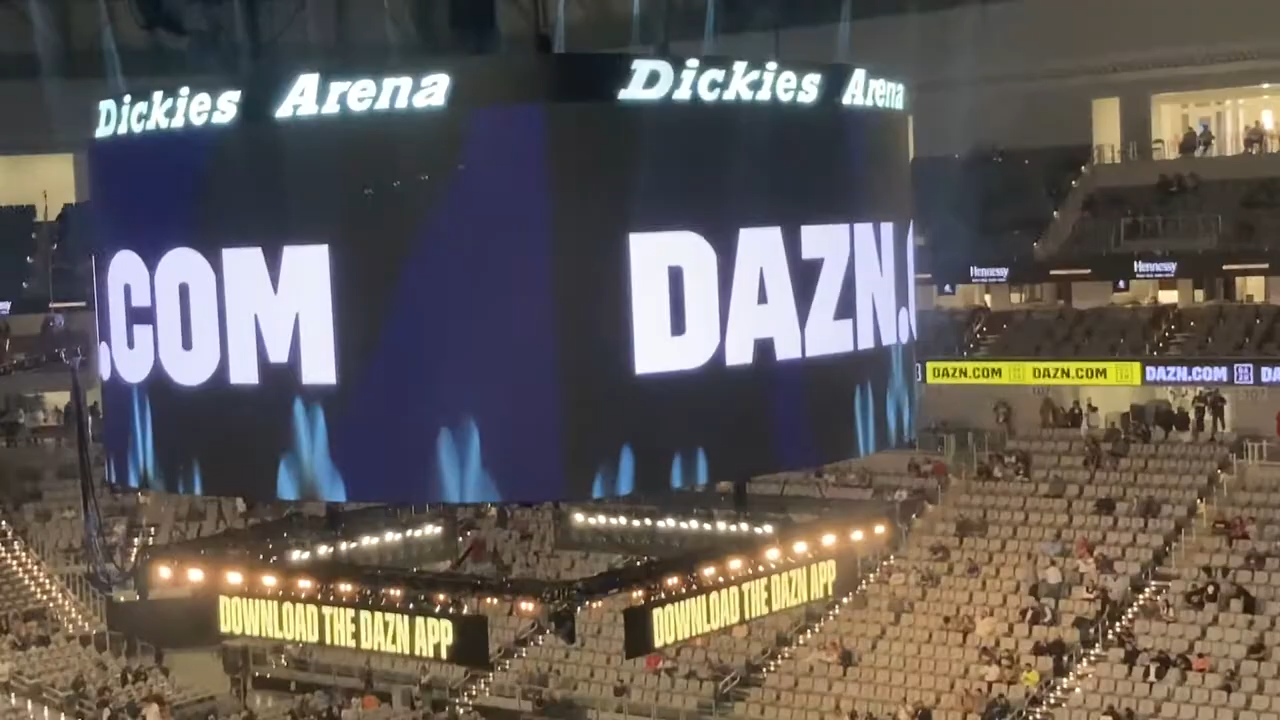 Dickies Arena
Dickies Arena
.COM
DAZN.
Hennessy
Hennessy
DAZN.COM DAZN.COM DAZN.COM DA
DOWNLOAD THE DAZN APP
DOWNLOAD THE DAZN APP